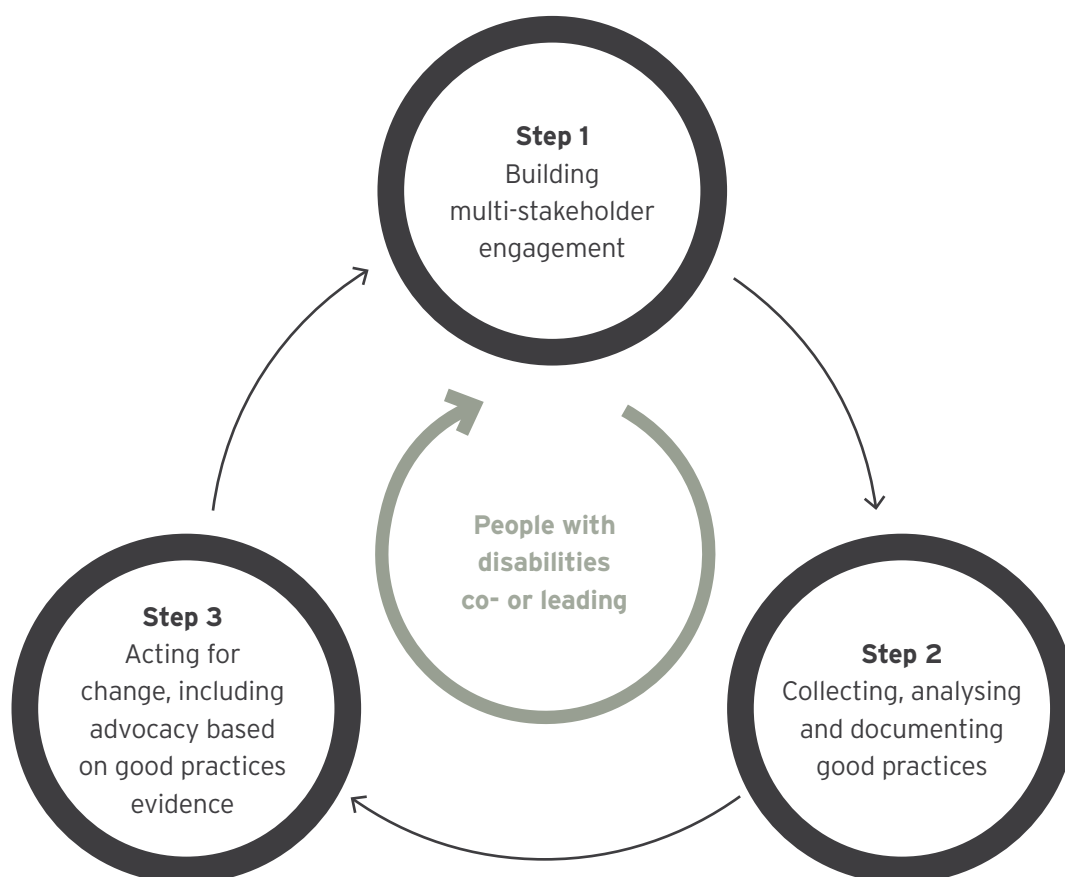 Step 1
Building
multi-stakeholder
engagement
People with
disabilities
co- or leading
Step 2
Collecting, analysing
and documenting
good practices
Step 3
Acting for
change, including
advocacy based
on good practices
evidence